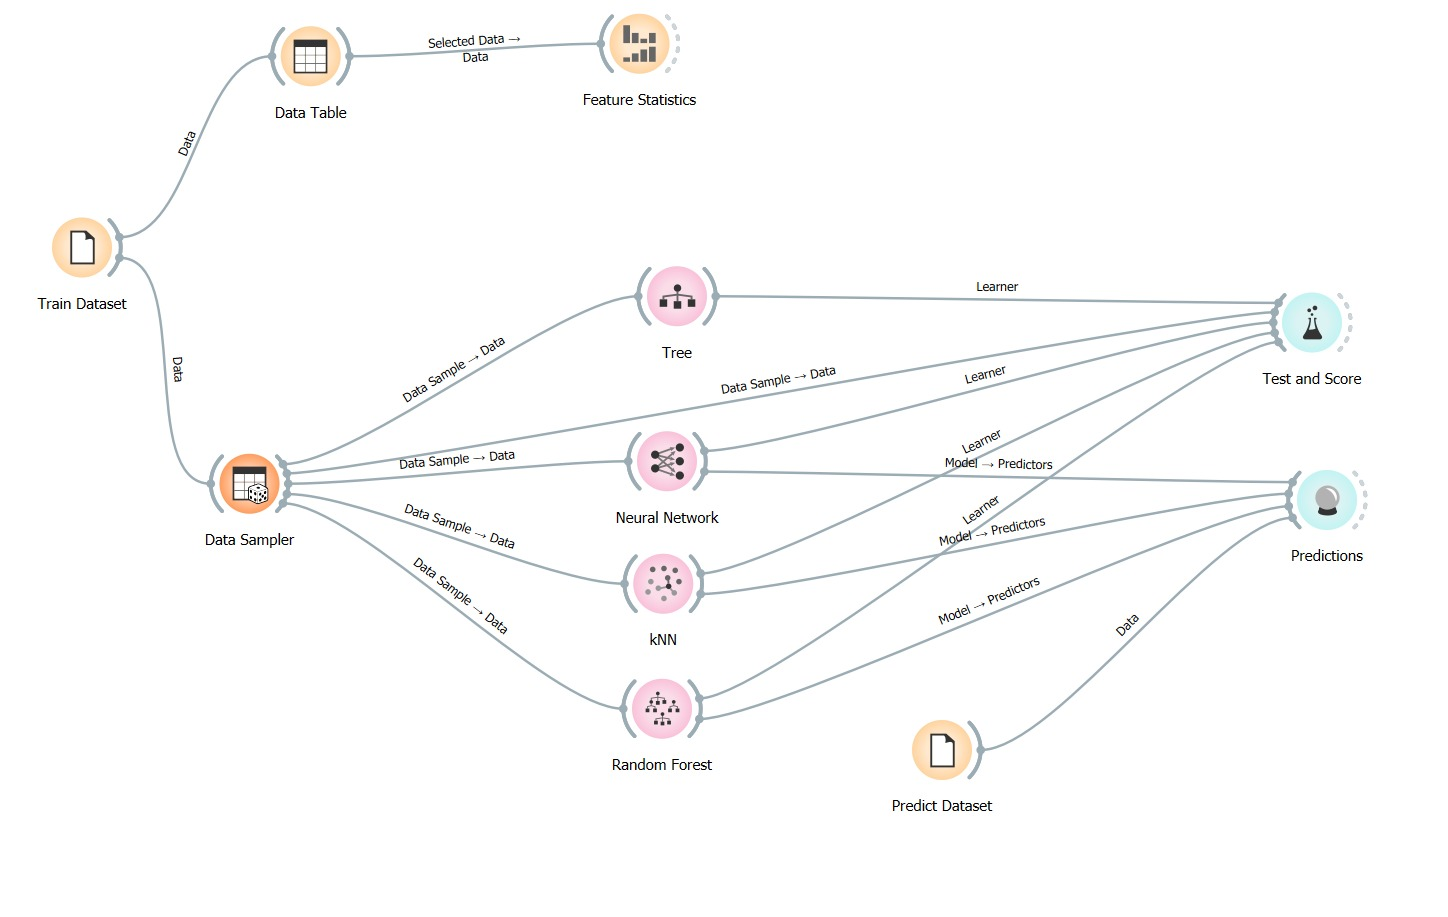 Selected Data → 
Data
Data Table
Feature Statistics
Data
Train Dataset
Data
Learner
Tree
Test and Score
Data Sample → Data
Data Sample → Data
Learner
Data Sample → Data
Learner
Model → Predictors
Neural Network
Predictions
Data Sampler
Data Sample → Data
Learner
Model → Predictors
Data Sample → Data
kNN
Model → Predictors
Data
Random Forest
Predict Dataset